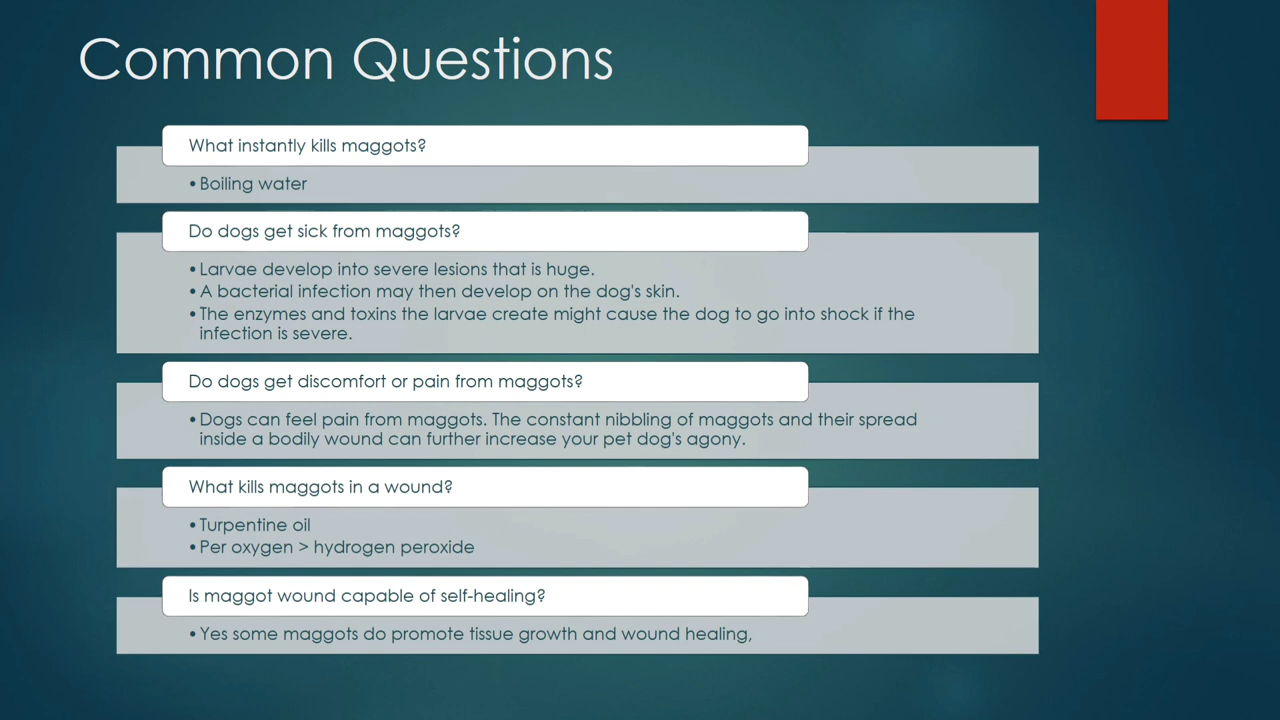 Common Questions
What instantly kills maggots?
• Boiling water
Do dogs get sick from maggots?
• Larvae develop into severe lesions that is huge.
• A bacterial infection may then develop on the dog's skin.
• The enzymes and toxins the larvae create might cause the dog to go into shock if the
infection is severe.
Do dogs get discomfort or pain from maggots?
• Dogs can feel pain from maggots. The constant nibbling of maggots and their spread
inside a bodily wound can further increase your pet dog's agony.
What kills maggots in a wound?
• Turpentine oil
• Per oxygen > hydrogen peroxide
Is maggot wound capable of self-healing?
• Yes some maggots do promote tissue growth and wound healing,